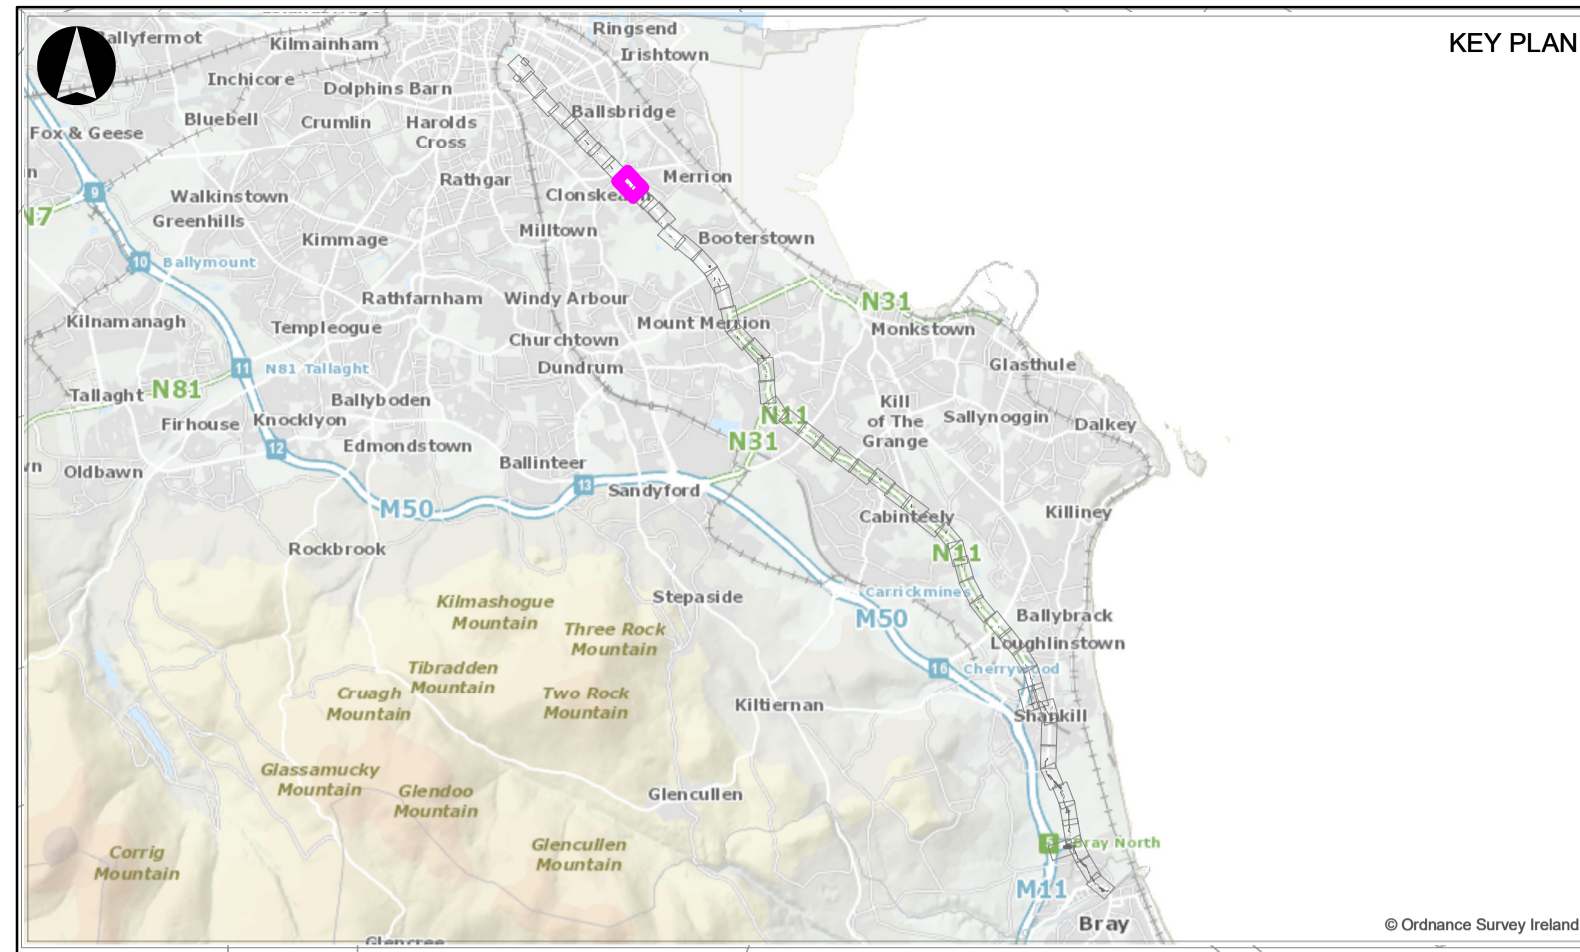 KEY PLAN
Ringsend
Ballyfermot
Kilmainham
Irishtown
Inchicore
Dolphins Barn
Ballsbridge
Bluebell
Crumlin
Harolds
Cross
Fox & Geese
Merrion
Rathgar
9
Walkinstown
N7
Greenhills
Milltown
Kimmage
Booterstown
10
Ballymount
Rathfarnham
Windy Arbour
N31
Kilnamanagh
Templeogue
Mount Merrion
Monkstown
Churchtown
Glasthule
11
N81 Tallaght
Dundrum
Tallaght
N81
Ballyboden
Kill
of The
Grange
Sallynoggin
Dalkey
Firhouse
Knocklyon
N11
N31
12
Edmondstown
Ballinteer
Oldbawn
13
Sandyford
M50
Cabinteely
Killiney
Rockbrook
N11
Stepaside
Carrickmines
Kilmashogue
Mountain
M50
Ballybrack
Three Rock
Mountain
Loughlinstown
Tibradden
Mountain
16
Cherrywood
Cruagh
Mountain
Two Rock
Mountain
Kiltiernan
Shankill
Glassamucky
Mountain
Glendoo
Mountain
Glencullen
Corrig
Mountain
Glencullen
Mountain
5
Bray North
M11
Bray
© Ordnance Survey Ireland